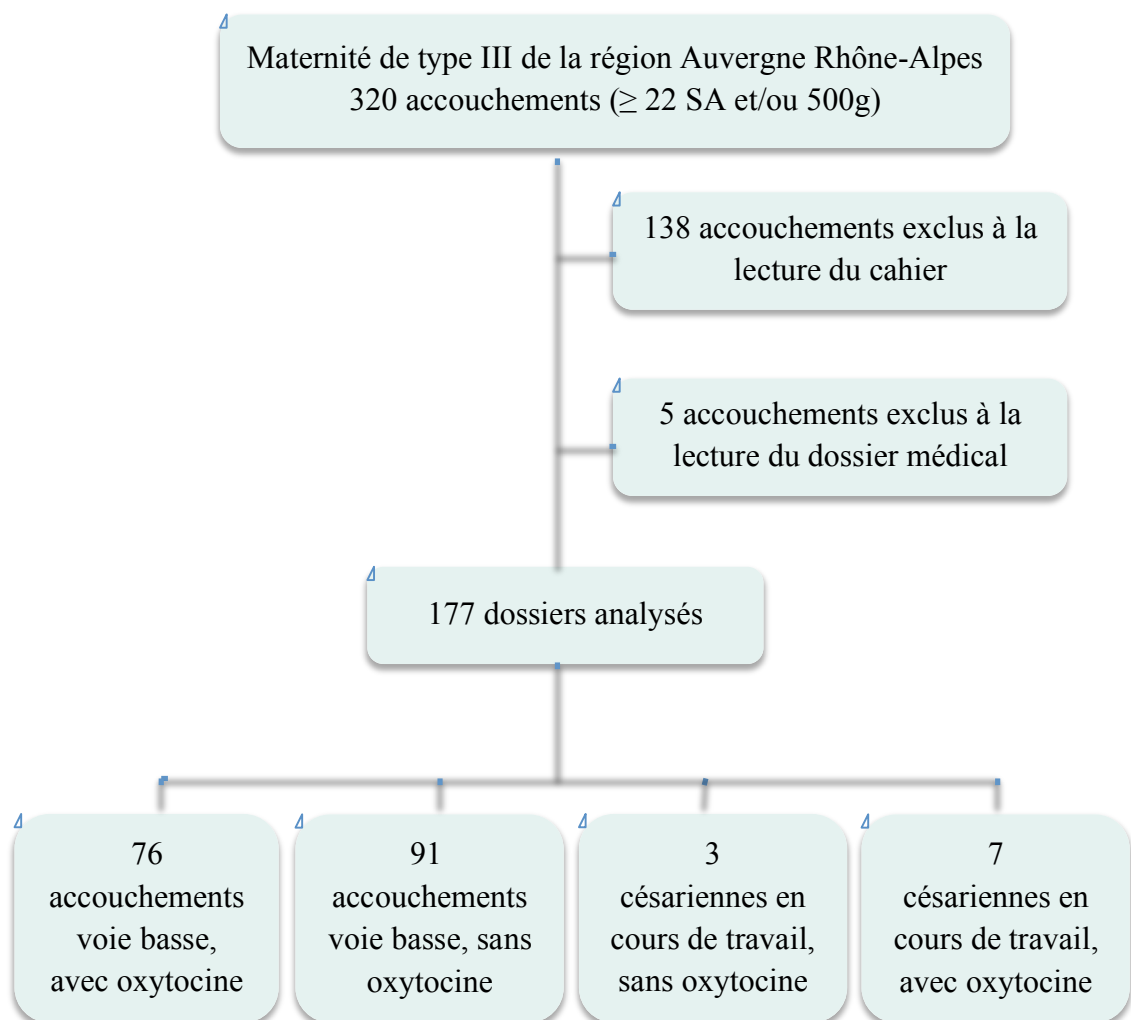 Maternité de type III de la région Auvergne Rhône-Alpes
320 accouchements (≥ 22 SA et/ou 500g)
138 accouchements exclus à la
lecture du cahier
5 accouchements exclus à la
lecture du dossier médical
177 dossiers analysés
76
accouchements
voie basse,
avec oxytocine
91
accouchements
voie basse, sans
oxytocine
3
césariennes en
cours de travail,
sans oxytocine
7
césariennes en
cours de travail,
avec oxytocine